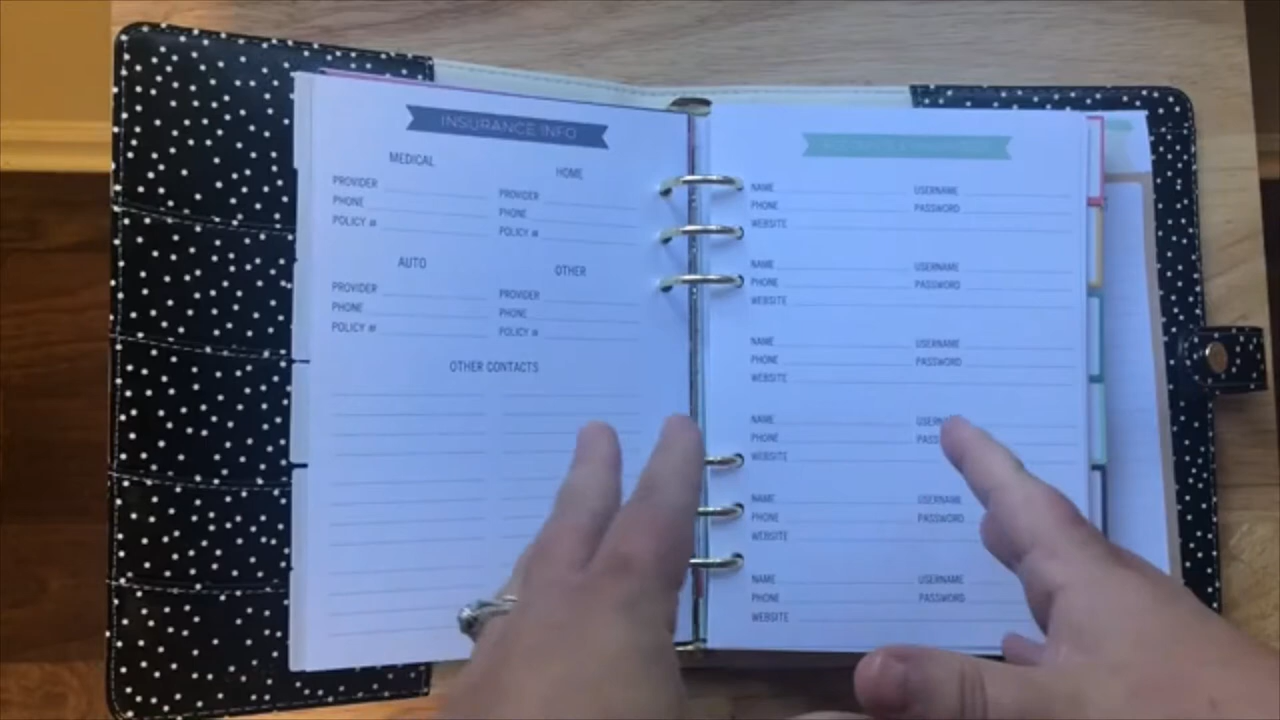 INSURANCE INFO
MEDICAL
PROVIDER
PHONE
POLICY #
HOME
PROVIDER
PHONE
POLICY #
AUTO
PROVIDER
PHONE
POLICY #
OTHER
PROVIDER
PHONE
POLICY #
OTHER CONTACTS
NAME USERNAME
PHONE PASSWORD
WEBSITE
NAME USERNAME
PHONE PASSWORD
WEBSITE
NAME USERNAME
PHONE PASSWORD
WEBSITE
NAME
PHONE
WEBSITE
NAME USERNAME
PHONE PASSWORD
WEBSITE
NAME USERNAME
PHONE PASSWORD
WEBSITE